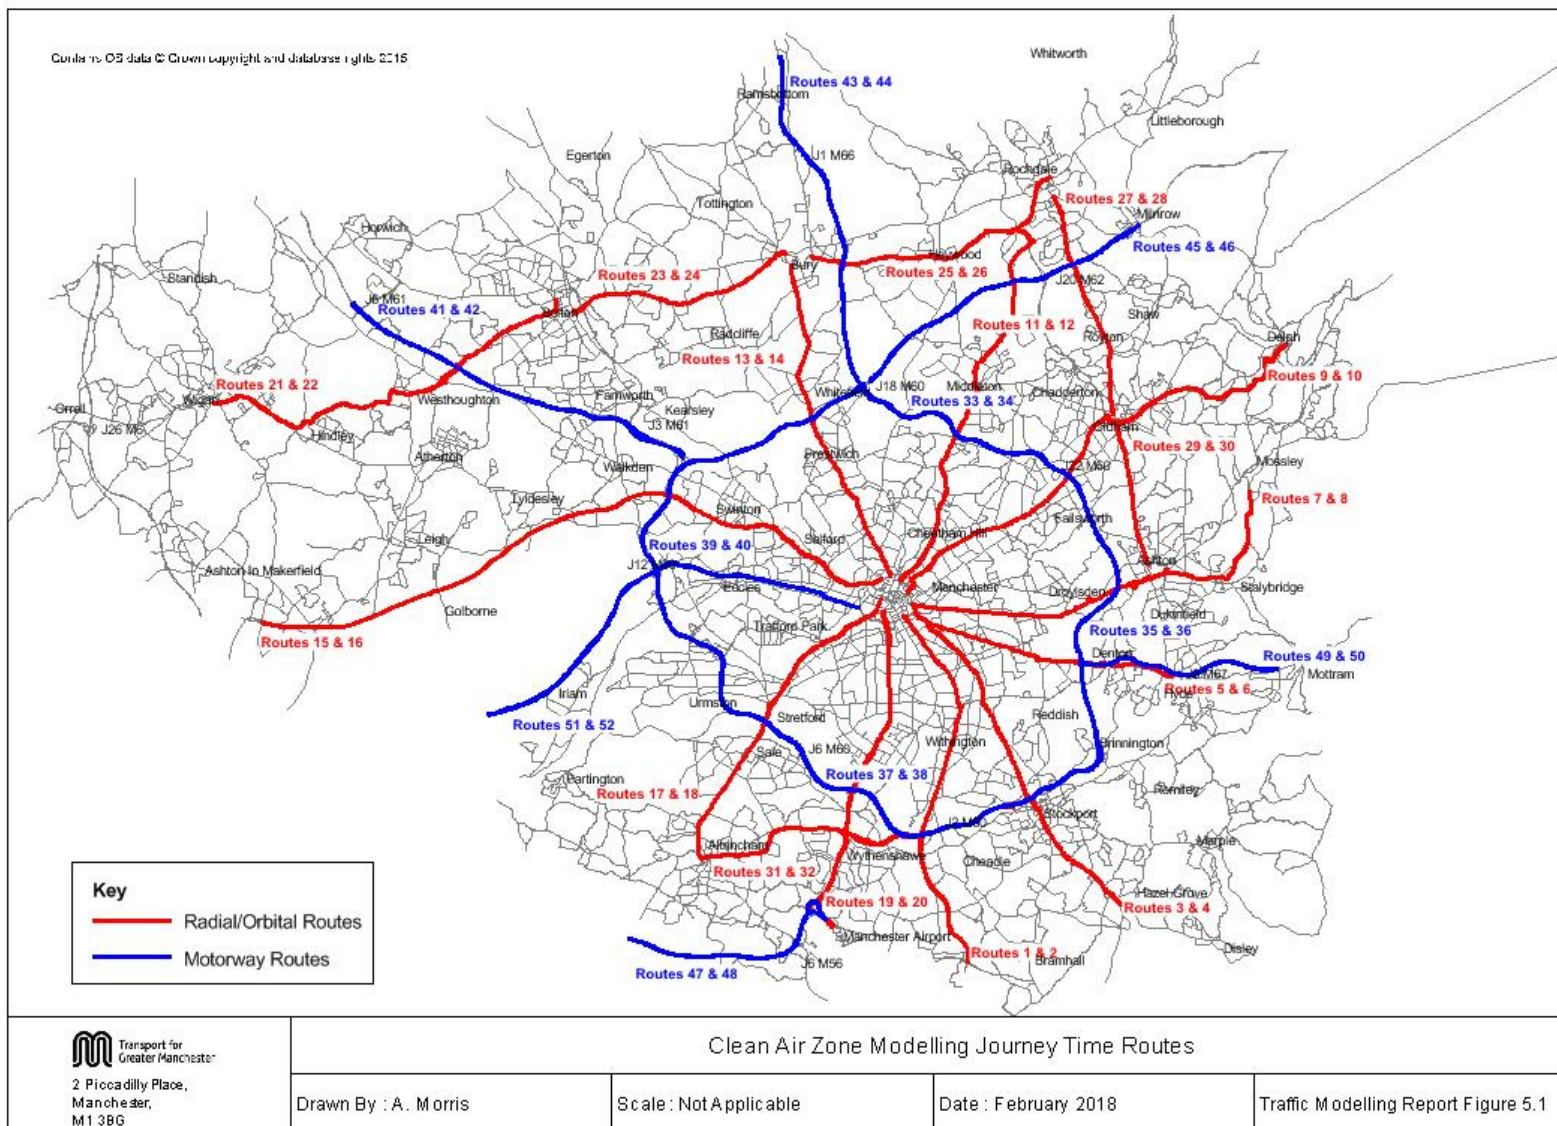 Contains OS data © Crown copyright and database rights 2015
Whitworth
Routes 43 & 44
Ramsbottom
Littleborough
Egerton
J1 M66
Rochdale
Tottington
Routes 27 & 28
Milnrow
Horwich
Routes 45 & 46
Bury
Heywood
Routes 23 & 24
Routes 25 & 26
Standish
J20 M62
J6 M61
Routes 41 & 42
Bolton
Shaw
Routes 11 & 12
Radcliffe
Royton
Delph
Routes 13 & 14
Routes 9 & 10
Routes 21 & 22
J18 M60
Middleton
Whitefield
Chadderton
Wigan
Westhoughton
Farnworth
Routes 33 & 34
Orrell
Kearsley
J26 M6
J3 M61
Oldham
Hindley
Routes 29 & 30
Atherton
Prestwich
Mossley
Walkden
J22 M60
Tyldesley
Routes 7 & 8
Swinton
Failsworth
Cheetham Hill
Leigh
Salford
Routes 39 & 40
Ashton
J12
Ashton In Makerfield
Eccles
Manchester
Droylsden
Stalybridge
Golborne
Dukinfield
Trafford Park
Routes 35 & 36
Routes 15 & 16
Denton
Routes 49 & 50
Mottram
Routes 5 & 6
Hyde
Irlam
Urmston
Reddish
Stretford
Routes 51 & 52
Withington
Brinnington
Sale
J6 M60
Partington
Routes 37 & 38
Routes 17 & 18
Romiley
Stockport
J2 M60
Marple
Altrincham
Wythenshawe
Cheadle
Routes 31 & 32
Hazel Grove
Routes 19 & 20
Routes 3 & 4
Manchester Airport
Disley
Routes 1 & 2
Bramhall
J6 M56
Routes 47 & 48
Key
Radial/Orbital Routes
Motorway Routes
Transport for
Greater Manchester
2 Piccadilly Place,
Manchester,
M1 3BG
Clean Air Zone Modelling Journey Time Routes
Drawn By : A. Morris
Scale : Not Applicable
Date : February 2018
Traffic Modelling Report Figure 5.1